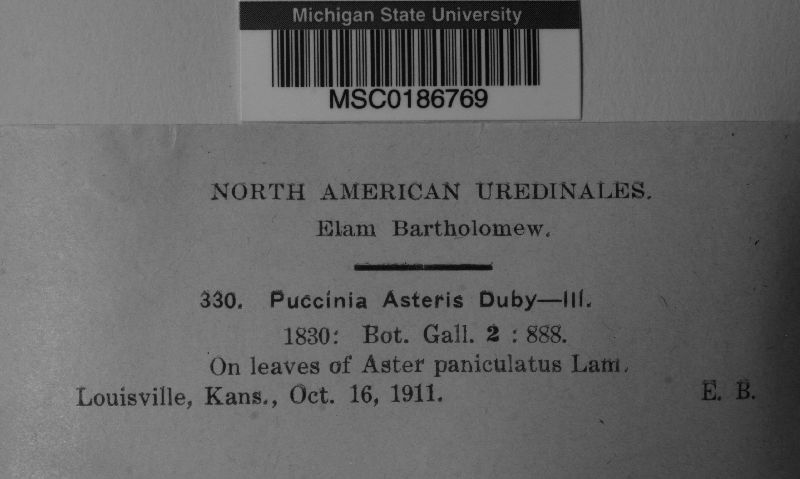 Michigan State University
MSC0186769
NORTH AMERICAN UREDINALES.
Elam Bartholomew.
330. Puccinia Asteris Duby—III.
1830: Bot. Gall. 2 : 888.
On leaves of Aster paniculatus Lam.
Louisville, Kans., Oct. 16, 1911. E. B.